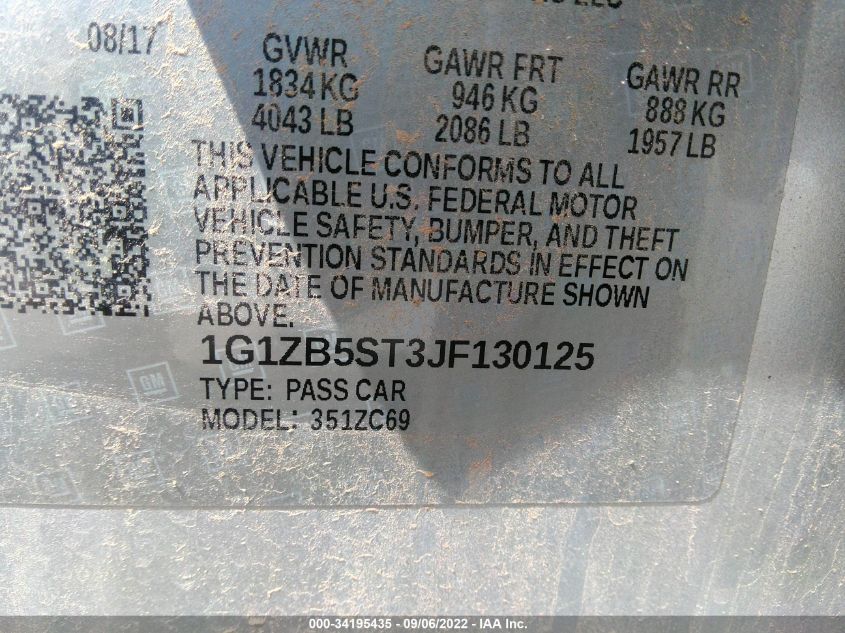 LLC
08/17 GVWR GAWR FRT GAWR RR
1834 KG 946 KG 888 KG
4043 LB 2086 LB 1957 LB
THIS VEHICLE CONFORMS TO ALL
APPLICABLE U.S. FEDERAL MOTOR
VEHICLE SAFETY, BUMPER, AND THEFT
PREVENTION STANDARDS IN EFFECT ON
THE DATE OF MANUFACTURE SHOWN
ABOVE.
1G1ZB5ST3JF130125
TYPE: PASS CAR
MODEL: 351ZC69
GM
000-34195435 - 09/06/2022 - IAA Inc.